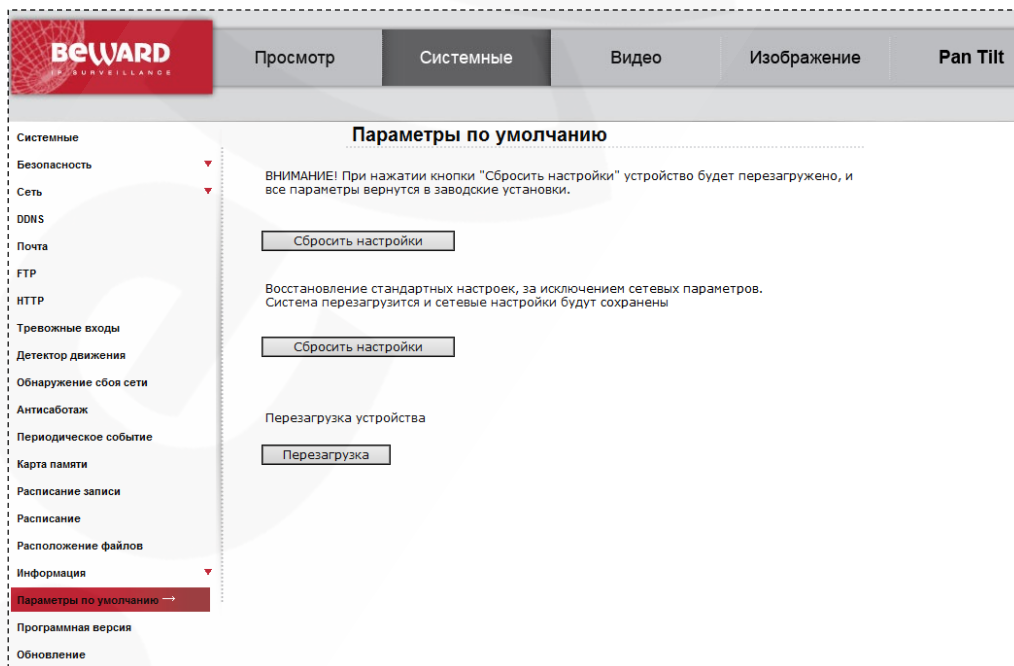 BEWARD
IP SURVEILLANCE
Просмотр
Системные
Видео
Изображение
Pan Tilt
Системные
Безопасность
Сеть
DDNS
Почта
FTP
HTTP
Тревожные входы
Детектор движения
Обнаружение сбоя сети
Антисаботаж
Периодическое событие
Карта памяти
Расписание записи
Расписание
Расположение файлов
Информация
Параметры по умолчанию →
Программная версия
Обновление
Параметры по умолчанию
ВНИМАНИЕ! При нажатии кнопки "Сбросить настройки" устройство будет перезагружено, и
все параметры вернутся в заводские установки.
Сбросить настройки
Восстановление стандартных настроек, за исключением сетевых параметров.
Система перезагрузится и сетевые настройки будут сохранены
Сбросить настройки
Перезагрузка устройства
Перезагрузка